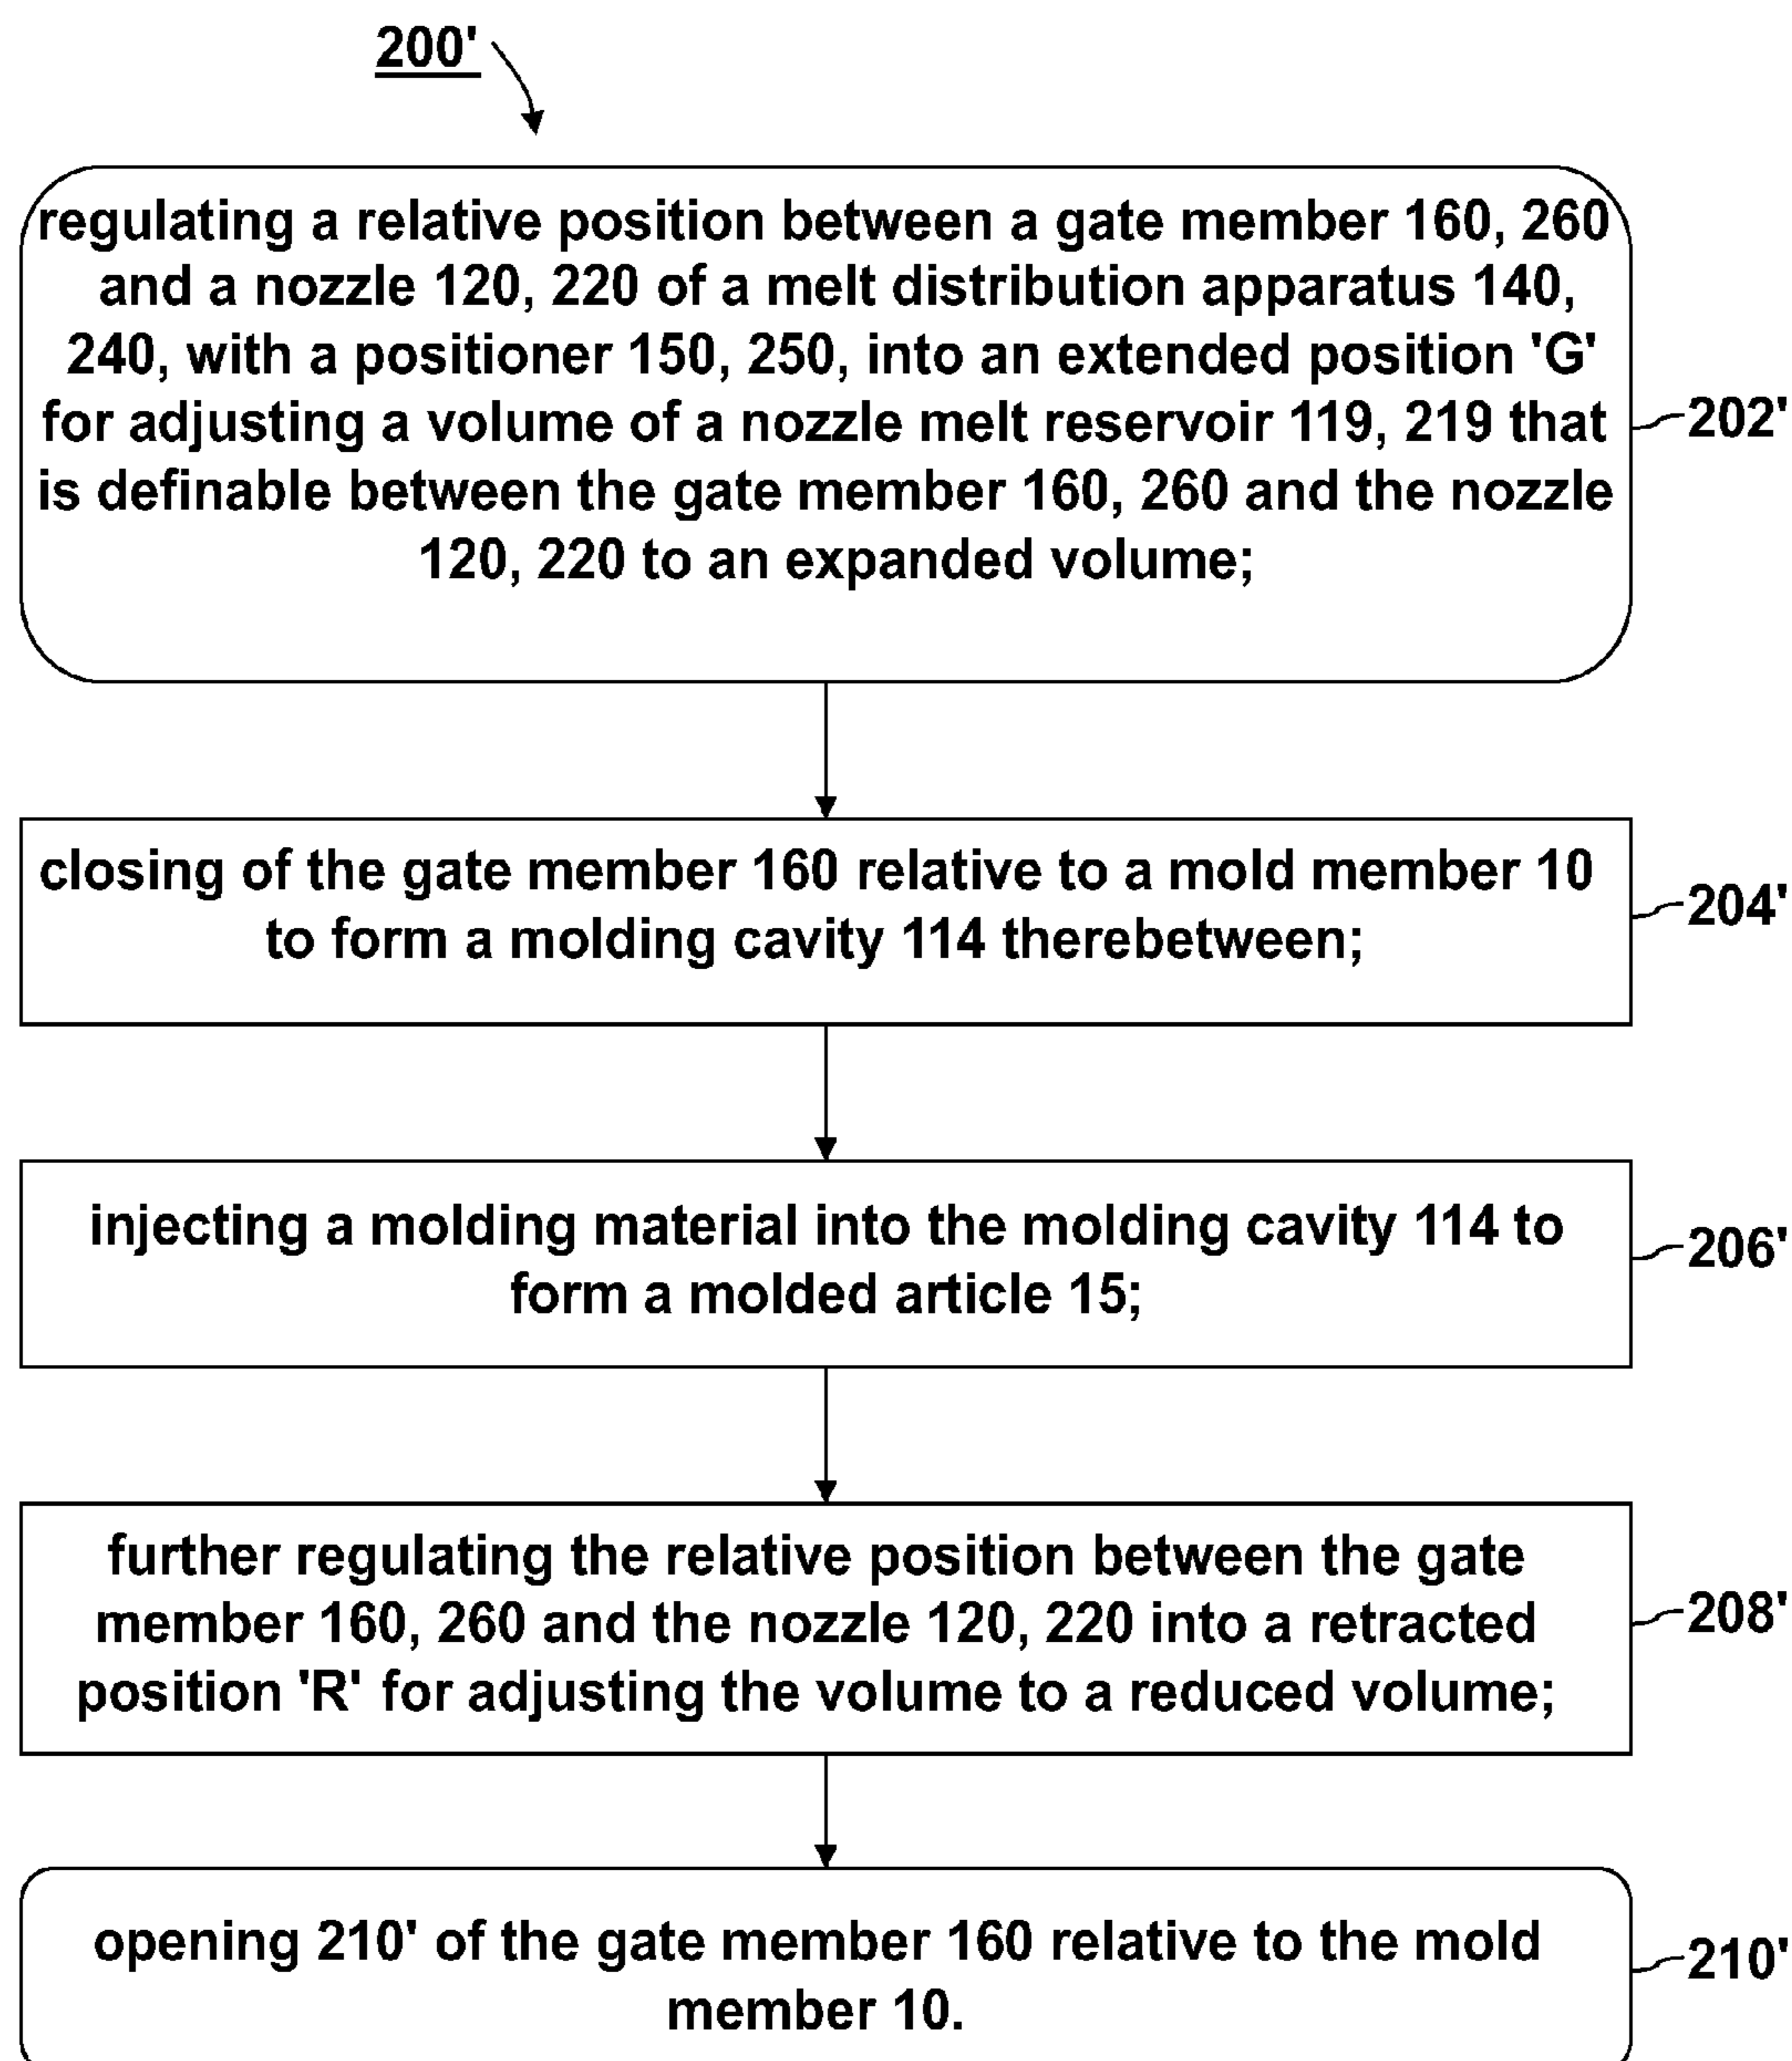 200'
regulating a relative position between a gate member 160, 260
and a nozzle 120, 220 of a melt distribution apparatus 140,
240, with a positioner 150, 250, into an extended position 'G'
for adjusting a volume of a nozzle melt reservoir 119, 219 that
is definable between the gate member 160, 260 and the nozzle
120, 220 to an expanded volume;
202'
closing of the gate member 160 relative to a mold member 10
to form a molding cavity 114 therebetween;
204'
injecting a molding material into the molding cavity 114 to
form a molded article 15;
206'
further regulating the relative position between the gate
member 160, 260 and the nozzle 120, 220 into a retracted
position 'R' for adjusting the volume to a reduced volume;
208'
opening 210' of the gate member 160 relative to the mold
member 10.
210'